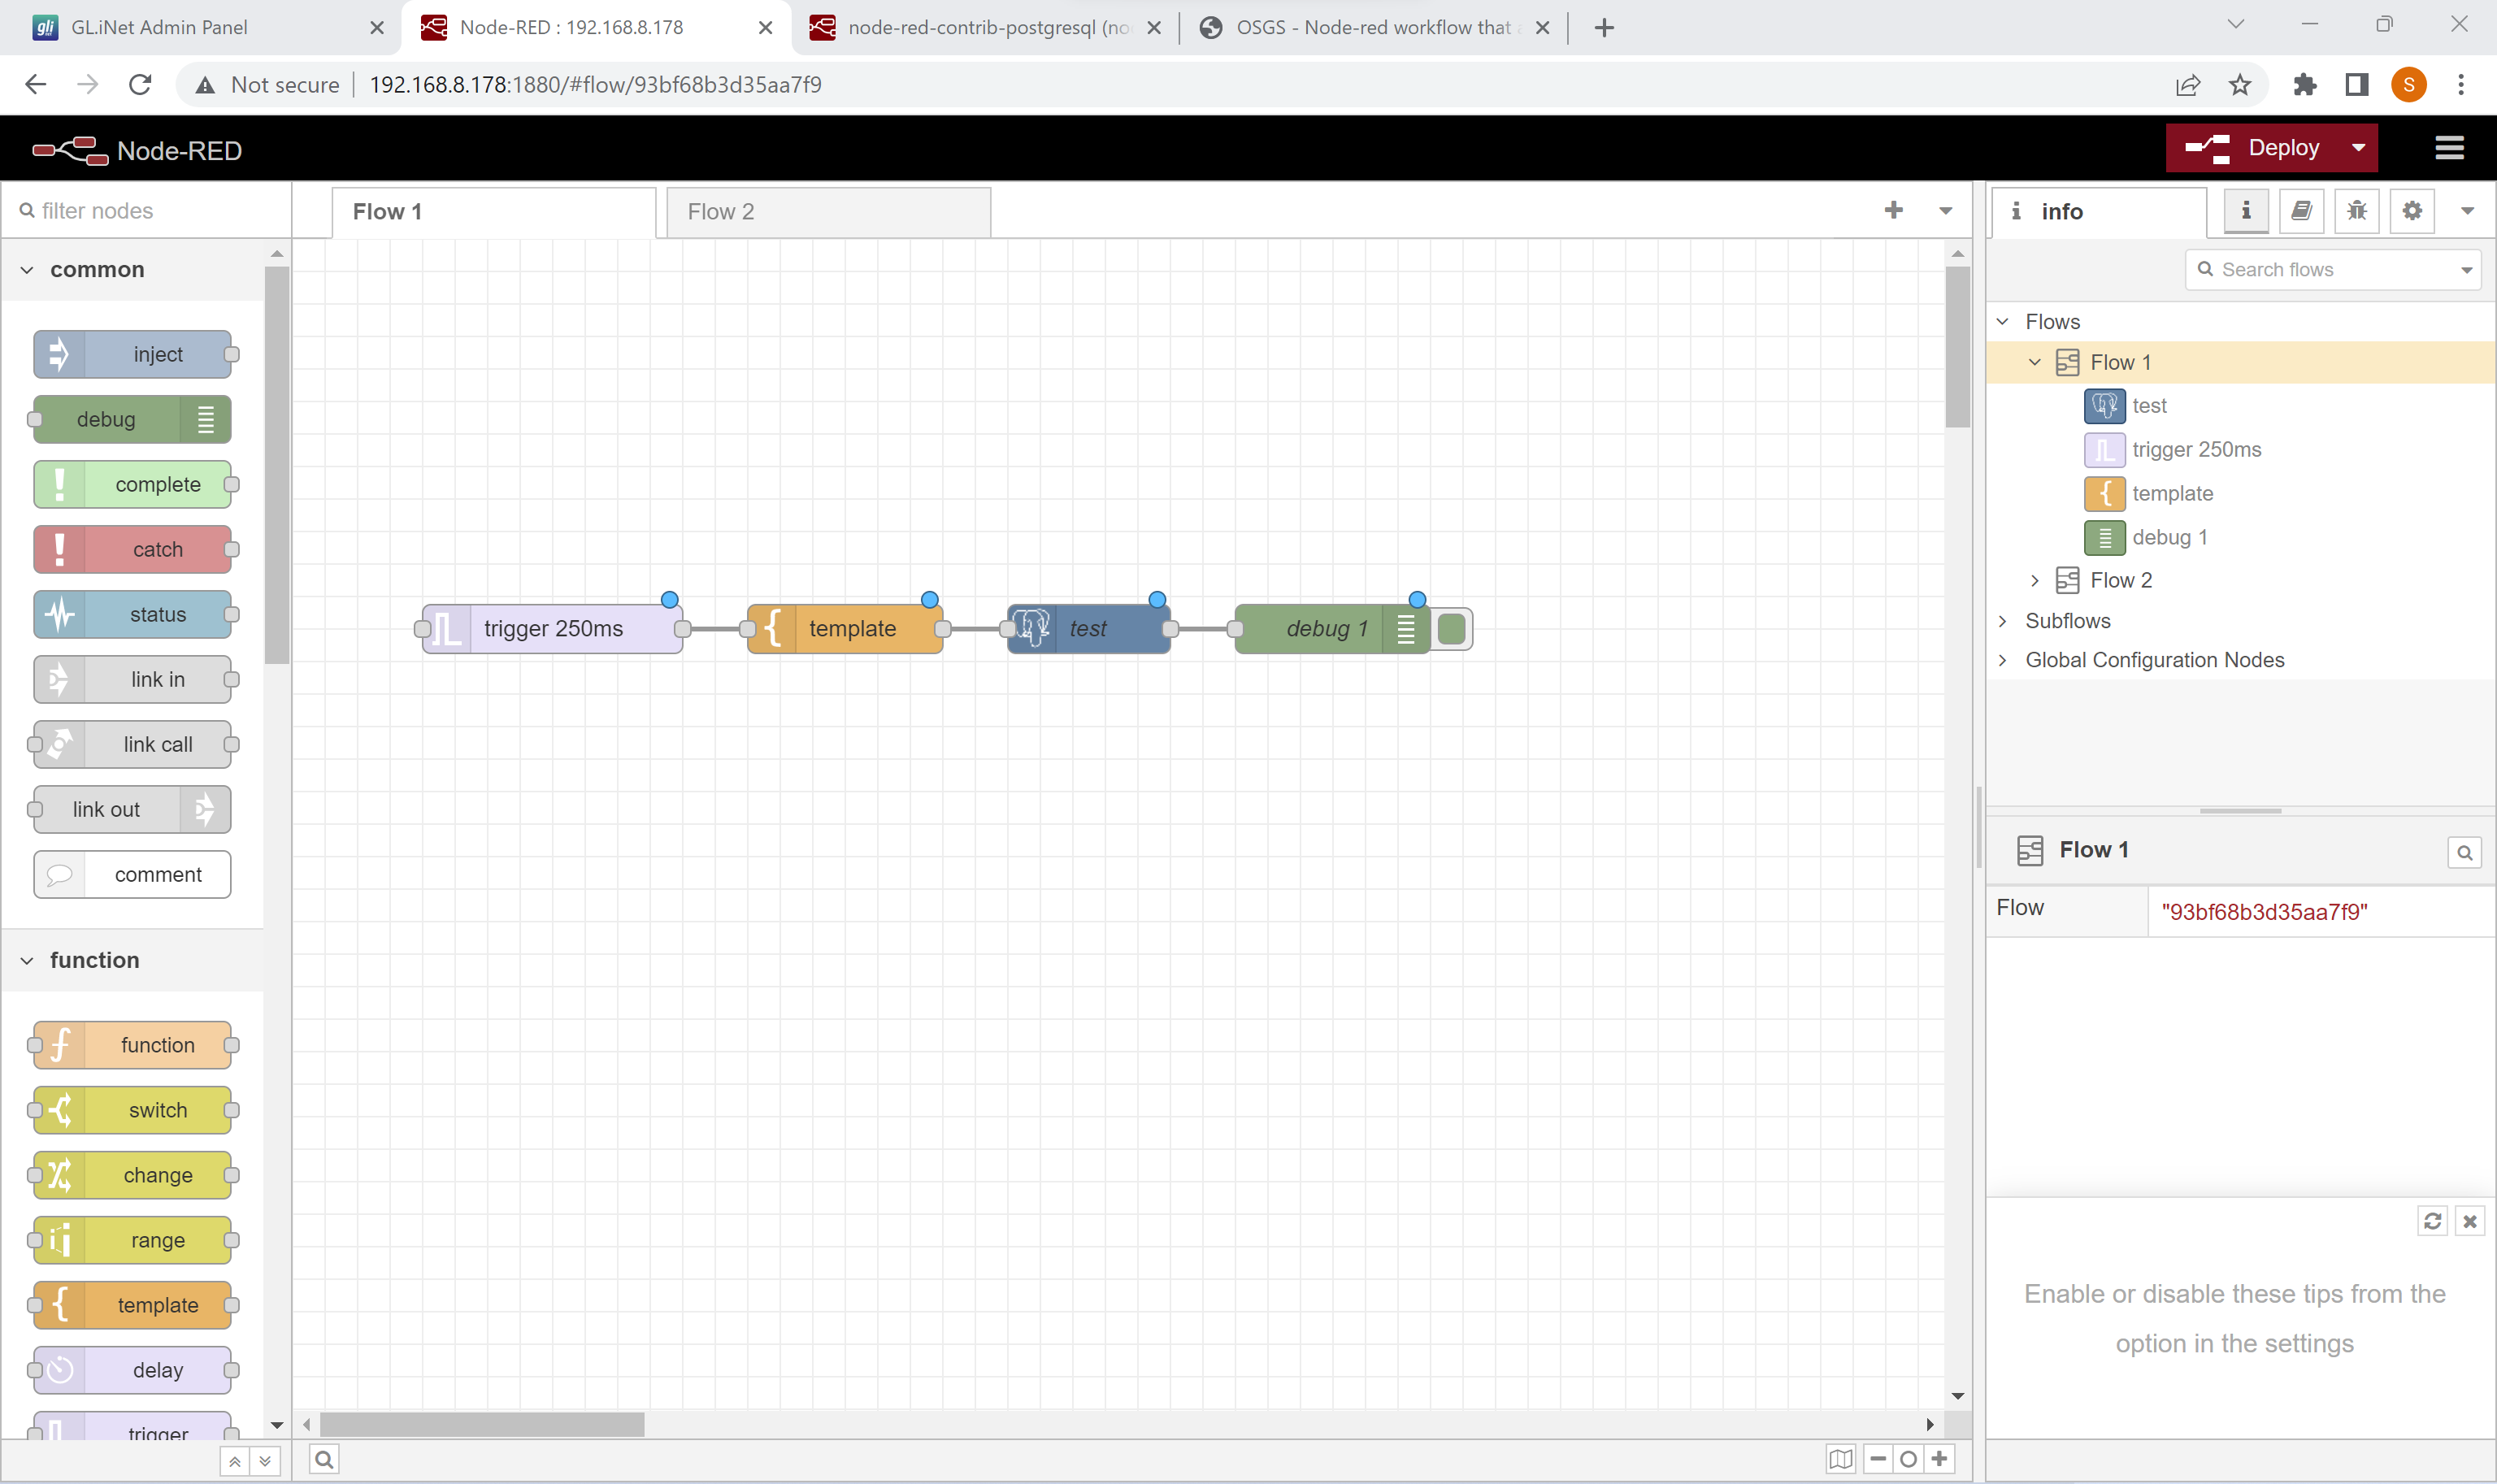 GL.iNet Admin Panel
Node-RED : 192.168.8.178
node-red-contrib-postgresql (no
OSGS - Node-red workflow that a
Not secure
192.168.8.178:1880/#flow/93bf68b3d35aa7f9
S
Node-RED
Deploy
filter nodes
Flow 1
Flow 2
i info
i
Search flows
common
inject
debug
complete
catch
status
link in
link call
link out
comment
function
function
switch
change
range
template
delay
trigger
trigger 250ms
template
test
debug 1
Flows
Flow 1
test
trigger 250ms
template
debug 1
Flow 2
Subflows
Global Configuration Nodes
Flow 1
Flow
"93bf68b3d35aa7f9"
Enable or disable these tips from the
option in the settings